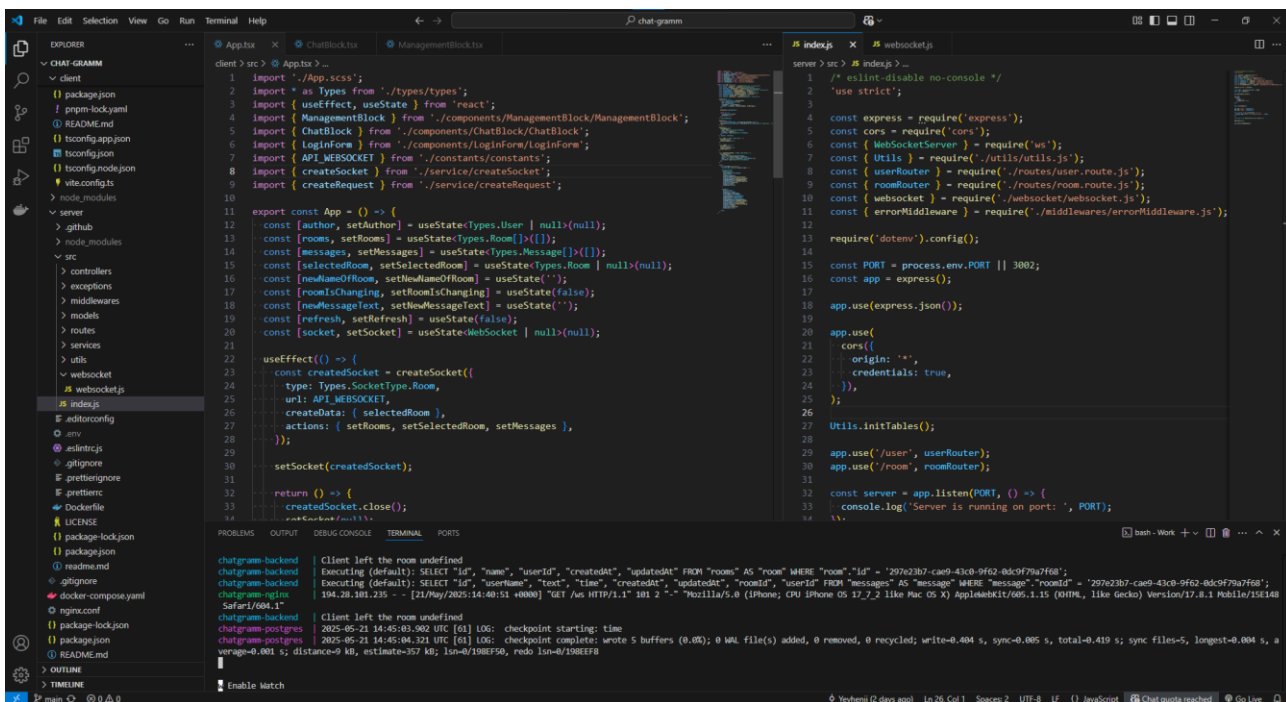 File Edit Selection View Go Run Terminal Help
chat-gramm
EXPLORER
CHAT-GRAMM
client
package.json
pnpm-lock.yaml
README.md
tsconfig.app.json
tsconfig.json
tsconfig.node.json
vite.config.ts
node_modules
server
.github
node_modules
src
controllers
exceptions
middlewares
models
routes
services
utils
websocket
JS websocket.js
JS index.js
.editorconfig
.env
.eslintrc.js
.gitignore
.prettierignore
.prettierrc
Dockerfile
LICENSE
package-lock.json
package.json
readme.md
.gitignore
docker-compose.yaml
nginx.conf
package-lock.json
package.json
README.md
OUTLINE
TIMELINE
App.tsx ChatBlock.tsx ManagementBlock.tsx
client > src > App.tsx > ...
1 import './App.scss';
2 import * as Types from './types/types';
3 import { useEffect, useState } from 'react';
4 import { ManagementBlock } from './components/ManagementBlock/ManagementBlock';
5 import { ChatBlock } from './components/ChatBlock/ChatBlock';
6 import { LoginForm } from './components/LoginForm/LoginForm';
7 import { API_WEBSOCKET } from './constants/constants';
8 import { createSocket } from './service/createSocket';
9 import { createRequest } from './service/createRequest';
10
11 export const App = () => {
12 const [author, setAuthor] = useState<Types.User | null>(null);
13 const [rooms, setRooms] = useState<Types.Room[]>([]);
14 const [messages, setMessages] = useState<Types.Message[]>([]);
15 const [selectedRoom, setSelectedRoom] = useState<Types.Room | null>(null);
16 const [newNameOfRoom, setNewNameOfRoom] = useState('');
17 const [roomIsChanging, setRoomIsChanging] = useState(false);
18 const [newMessageText, setNewMessageText] = useState('');
19 const [refresh, setRefresh] = useState(false);
20 const [socket, setSocket] = useState<WebSocket | null>(null);
21
22 useEffect(() => {
23 const createdSocket = createSocket({
24 type: Types.SocketType.Room,
25 url: API_WEBSOCKET,
26 createData: { selectedRoom },
27 actions: { setRooms, setSelectedRoom, setMessages },
28 });
29
30 setSocket(createdSocket);
31
32 return () => {
33 createdSocket.close();
34 setSocket(null);
JS index.js JS websocket.js
server > src > JS index.js > ...
1 /* eslint-disable no-console */
2 'use strict';
3
4 const express = require('express');
5 const cors = require('cors');
6 const { WebSocketServer } = require('ws');
7 const { Utils } = require('./utils/utils.js');
8 const { userRouter } = require('./routes/user.route.js');
9 const { roomRouter } = require('./routes/room.route.js');
10 const { websocket } = require('./websocket/websocket.js');
11 const { errorMiddleware } = require('./middlewares/errorMiddleware.js');
12
13 require('dotenv').config();
14
15 const PORT = process.env.PORT || 3002;
16 const app = express();
17
18 app.use(express.json());
19
20 app.use(
21 cors({
22 origin: '*',
23 credentials: true,
24 }),
25 );
26
27 Utils.initTables();
28
29 app.use('/user', userRouter);
30 app.use('/room', roomRouter);
31
32 const server = app.listen(PORT, () => {
33 console.log('Server is running on port: ', PORT);
34 });
PROBLEMS OUTPUT DEBUG CONSOLE TERMINAL PORTS
bash - Work
chatgramm-backend | Client left the room undefined
chatgramm-backend | Executing (default): SELECT "id", "name", "userId", "createdAt", "updatedAt" FROM "rooms" AS "room" WHERE "room"."id" = '297e23b7-cae9-43c0-9f62-0dc9f79a7f68';
chatgramm-backend | Executing (default): SELECT "id", "userName", "text", "time", "createdAt", "updatedAt", "roomId", "userId" FROM "messages" AS "message" WHERE "message"."roomId" = '297e23b7-cae9-43c0-9f62-0dc9f79a7f68';
chatgramm-nginx | 194.28.101.235 - - [21/May/2025:14:40:51 +0000] "GET /ws HTTP/1.1" 101 2 "-" "Mozilla/5.0 (iPhone; CPU iPhone OS 17_7_2 like Mac OS X) AppleWebKit/605.1.15 (KHTML, like Gecko) Version/17.8.1 Mobile/15E148
Safari/604.1"
chatgramm-backend | Client left the room undefined
chatgramm-postgres | 2025-05-21 14:45:03.902 UTC [61] LOG: checkpoint starting: time
chatgramm-postgres | 2025-05-21 14:45:04.321 UTC [61] LOG: checkpoint complete: wrote 5 buffers (0.0%); 0 WAL file(s) added, 0 removed, 0 recycled; write=0.404 s, sync=0.005 s, total=0.419 s; sync files=5, longest=0.004 s, a
verage=0.001 s; distance=9 kB, estimate=357 kB; lsn=0/198EF50, redo lsn=0/198EEF8
w Enable Watch
main 0 0 Yevhenii (2 days ago) Ln 26, Col 1 Spaces: 2 UTF-8 LF {} JavaScript Chat quota reached Go Live